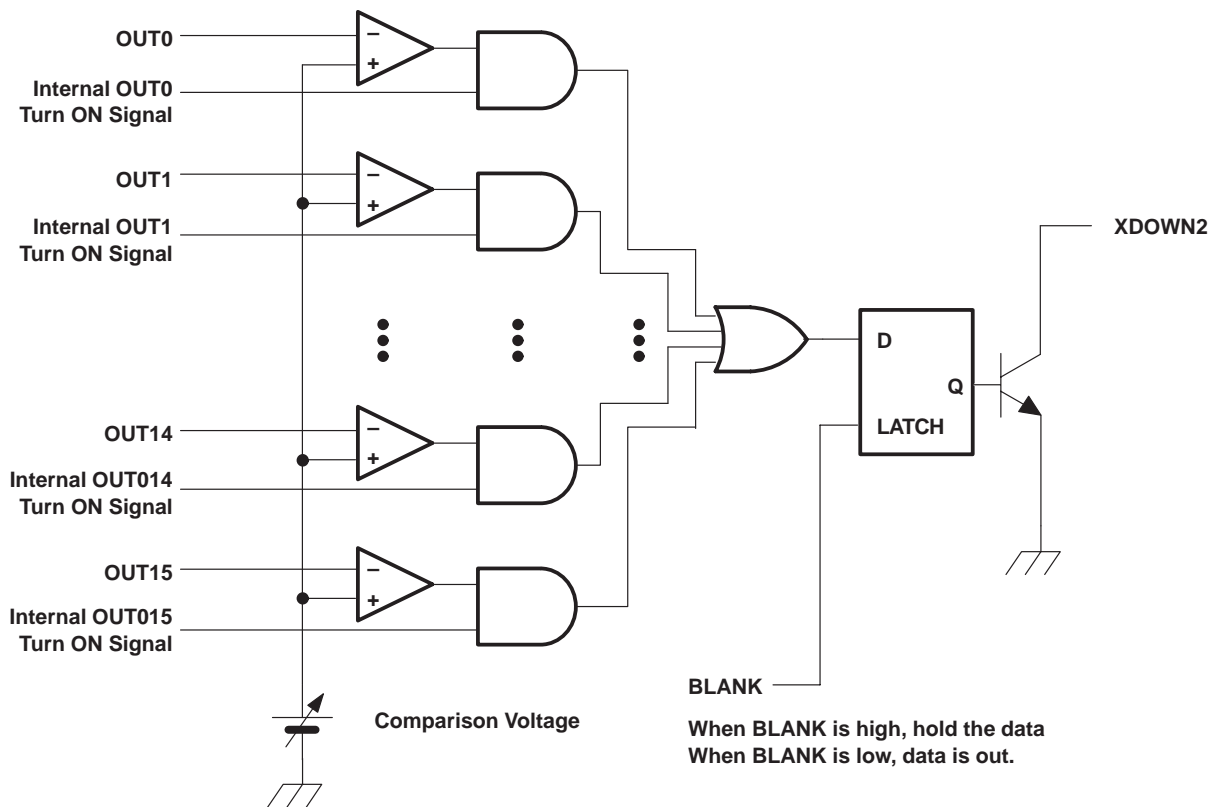 OUT0
−
+
Internal OUT0
Turn ON Signal
OUT1
−
+
Internal OUT1
Turn ON Signal
XDOWN2
D
Q
LATCH
OUT14
−
+
Internal OUT014
Turn ON Signal
OUT15
−
+
Internal OUT015
Turn ON Signal
BLANK
Comparison Voltage
When BLANK is high, hold the data
When BLANK is low, data is out.